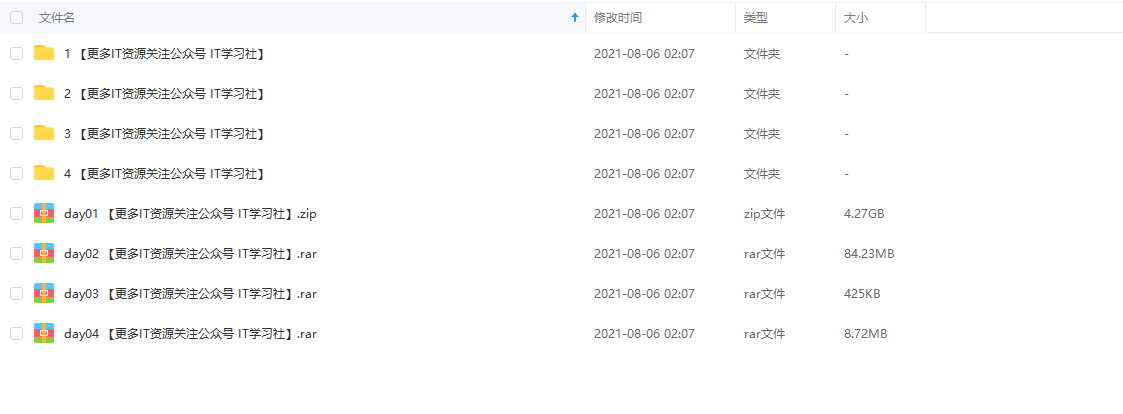 文件名 修改时间 类型 大小
1 【更多IT资源关注公众号 IT学习社】 2021-08-06 02:07 文件夹 -
2 【更多IT资源关注公众号 IT学习社】 2021-08-06 02:07 文件夹 -
3 【更多IT资源关注公众号 IT学习社】 2021-08-06 02:07 文件夹 -
4 【更多IT资源关注公众号 IT学习社】 2021-08-06 02:07 文件夹 -
day01 【更多IT资源关注公众号 IT学习社】.zip 2021-08-06 02:07 zip文件 4.27GB
day02 【更多IT资源关注公众号 IT学习社】.rar 2021-08-06 02:07 rar文件 84.23MB
day03 【更多IT资源关注公众号 IT学习社】.rar 2021-08-06 02:07 rar文件 425KB
day04 【更多IT资源关注公众号 IT学习社】.rar 2021-08-06 02:07 rar文件 8.72MB